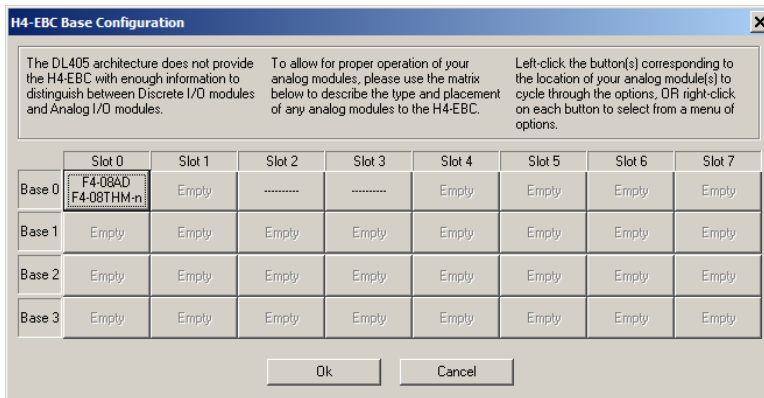 H4-EBC Base Configuration
The DL405 architecture does not provide
the H4-EBC with enough information to
distinguish between Discrete I/O modules
and Analog I/O modules.
To allow for proper operation of your
analog modules, please use the matrix
below to describe the type and placement
of any analog modules to the H4-EBC.
Left-click the button(s) corresponding to
the location of your analog module(s) to
cycle through the options, OR right-click
on each button to select from a menu of
options.
Slot 0 Slot 1 Slot 2 Slot 3 Slot 4 Slot 5 Slot 6 Slot 7
Base 0 F4-08AD Empty ---------- ---------- Empty Empty Empty Empty
F4-08THM-n
Base 1 Empty Empty Empty Empty Empty Empty Empty Empty
Base 2 Empty Empty Empty Empty Empty Empty Empty Empty
Base 3 Empty Empty Empty Empty Empty Empty Empty Empty
Ok Cancel